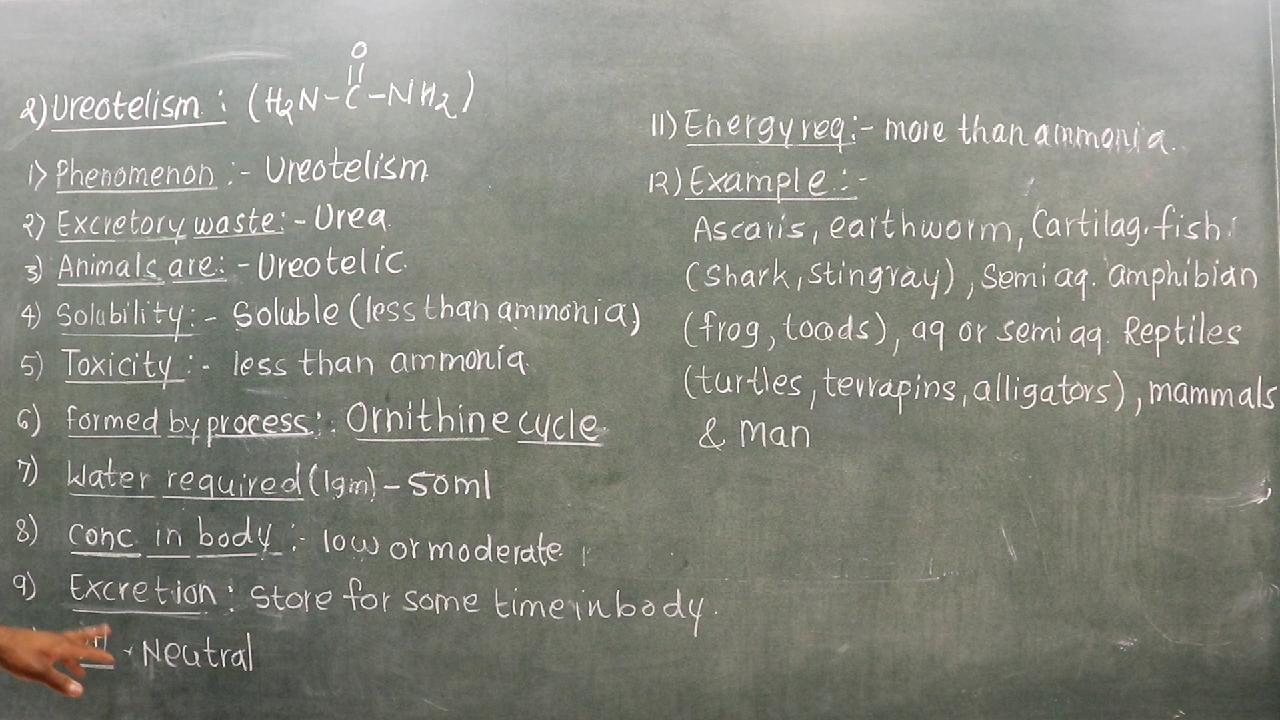 2) Ureotelism : (H₂N-C-NH₂)
O
1) Phenomenon :- Ureotelism
2) Excretory waste: - Urea
3) Animals are: - Ureotelic.
4) Solubility: - Soluble (less than ammonia)
5) Toxicity :- less than ammonia
6) formed by process: Ornithine cycle
7) Water required (1gm) - 50ml
8) Conc in body :- low or moderate
9) Excretion: Store for some time in body.
- Neutral
11) Energy req:- more than ammonia.
12) Example:-
Ascaris, earthworm, Cartilag. fish.
(shark, stingray), semi aq. amphibian
(frog, toads), aq or semi aq. Reptiles
(turtles, terrapins, alligators), mammals
& Man